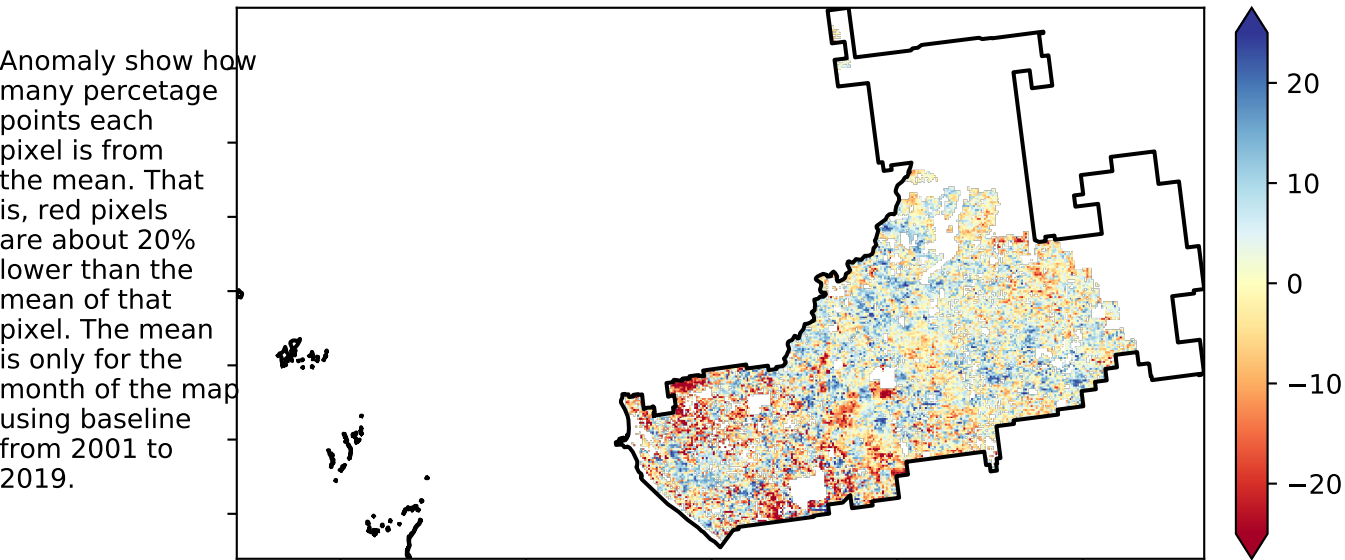 Anomaly show how
many percetage
points each
pixel is from
the mean. That
is, red pixels
are about 20%
lower than the
mean of that
pixel. The mean
is only for the
month of the map
using baseline
from 2001 to
2019.
20
10
0
−10
−20